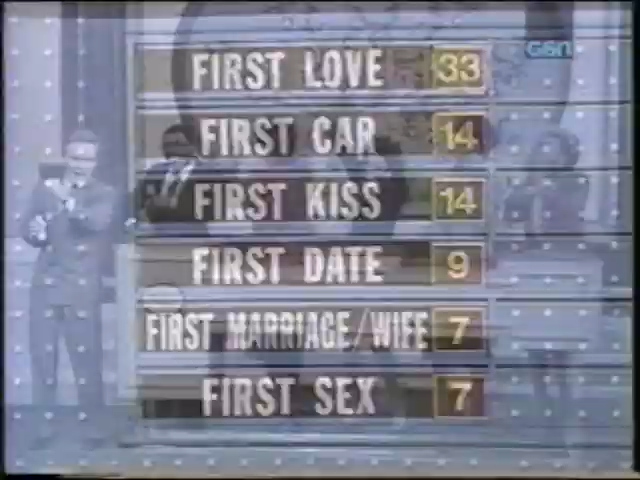 GSN
FIRST LOVE 33
FIRST CAR 14
FIRST KISS 14
FIRST DATE 9
FIRST MARRIAGE/WIFE 7
FIRST SEX 7